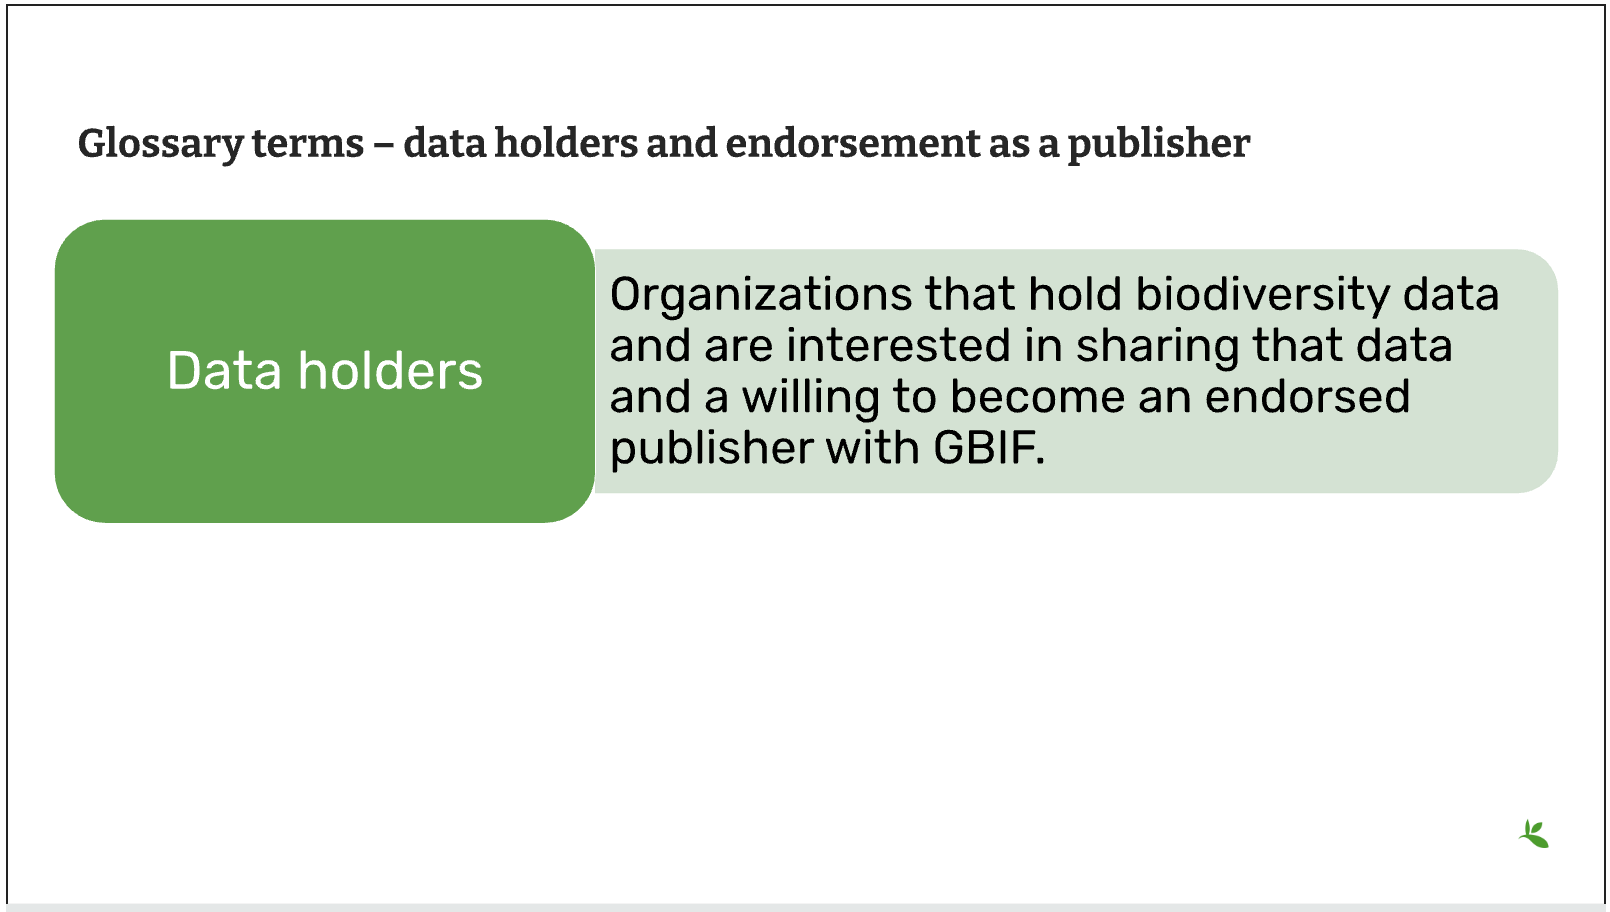 Glossary terms – data holders and endorsement as a publisher
Data holders
Organizations that hold biodiversity data
and are interested in sharing that data
and a willing to become an endorsed
publisher with GBIF.